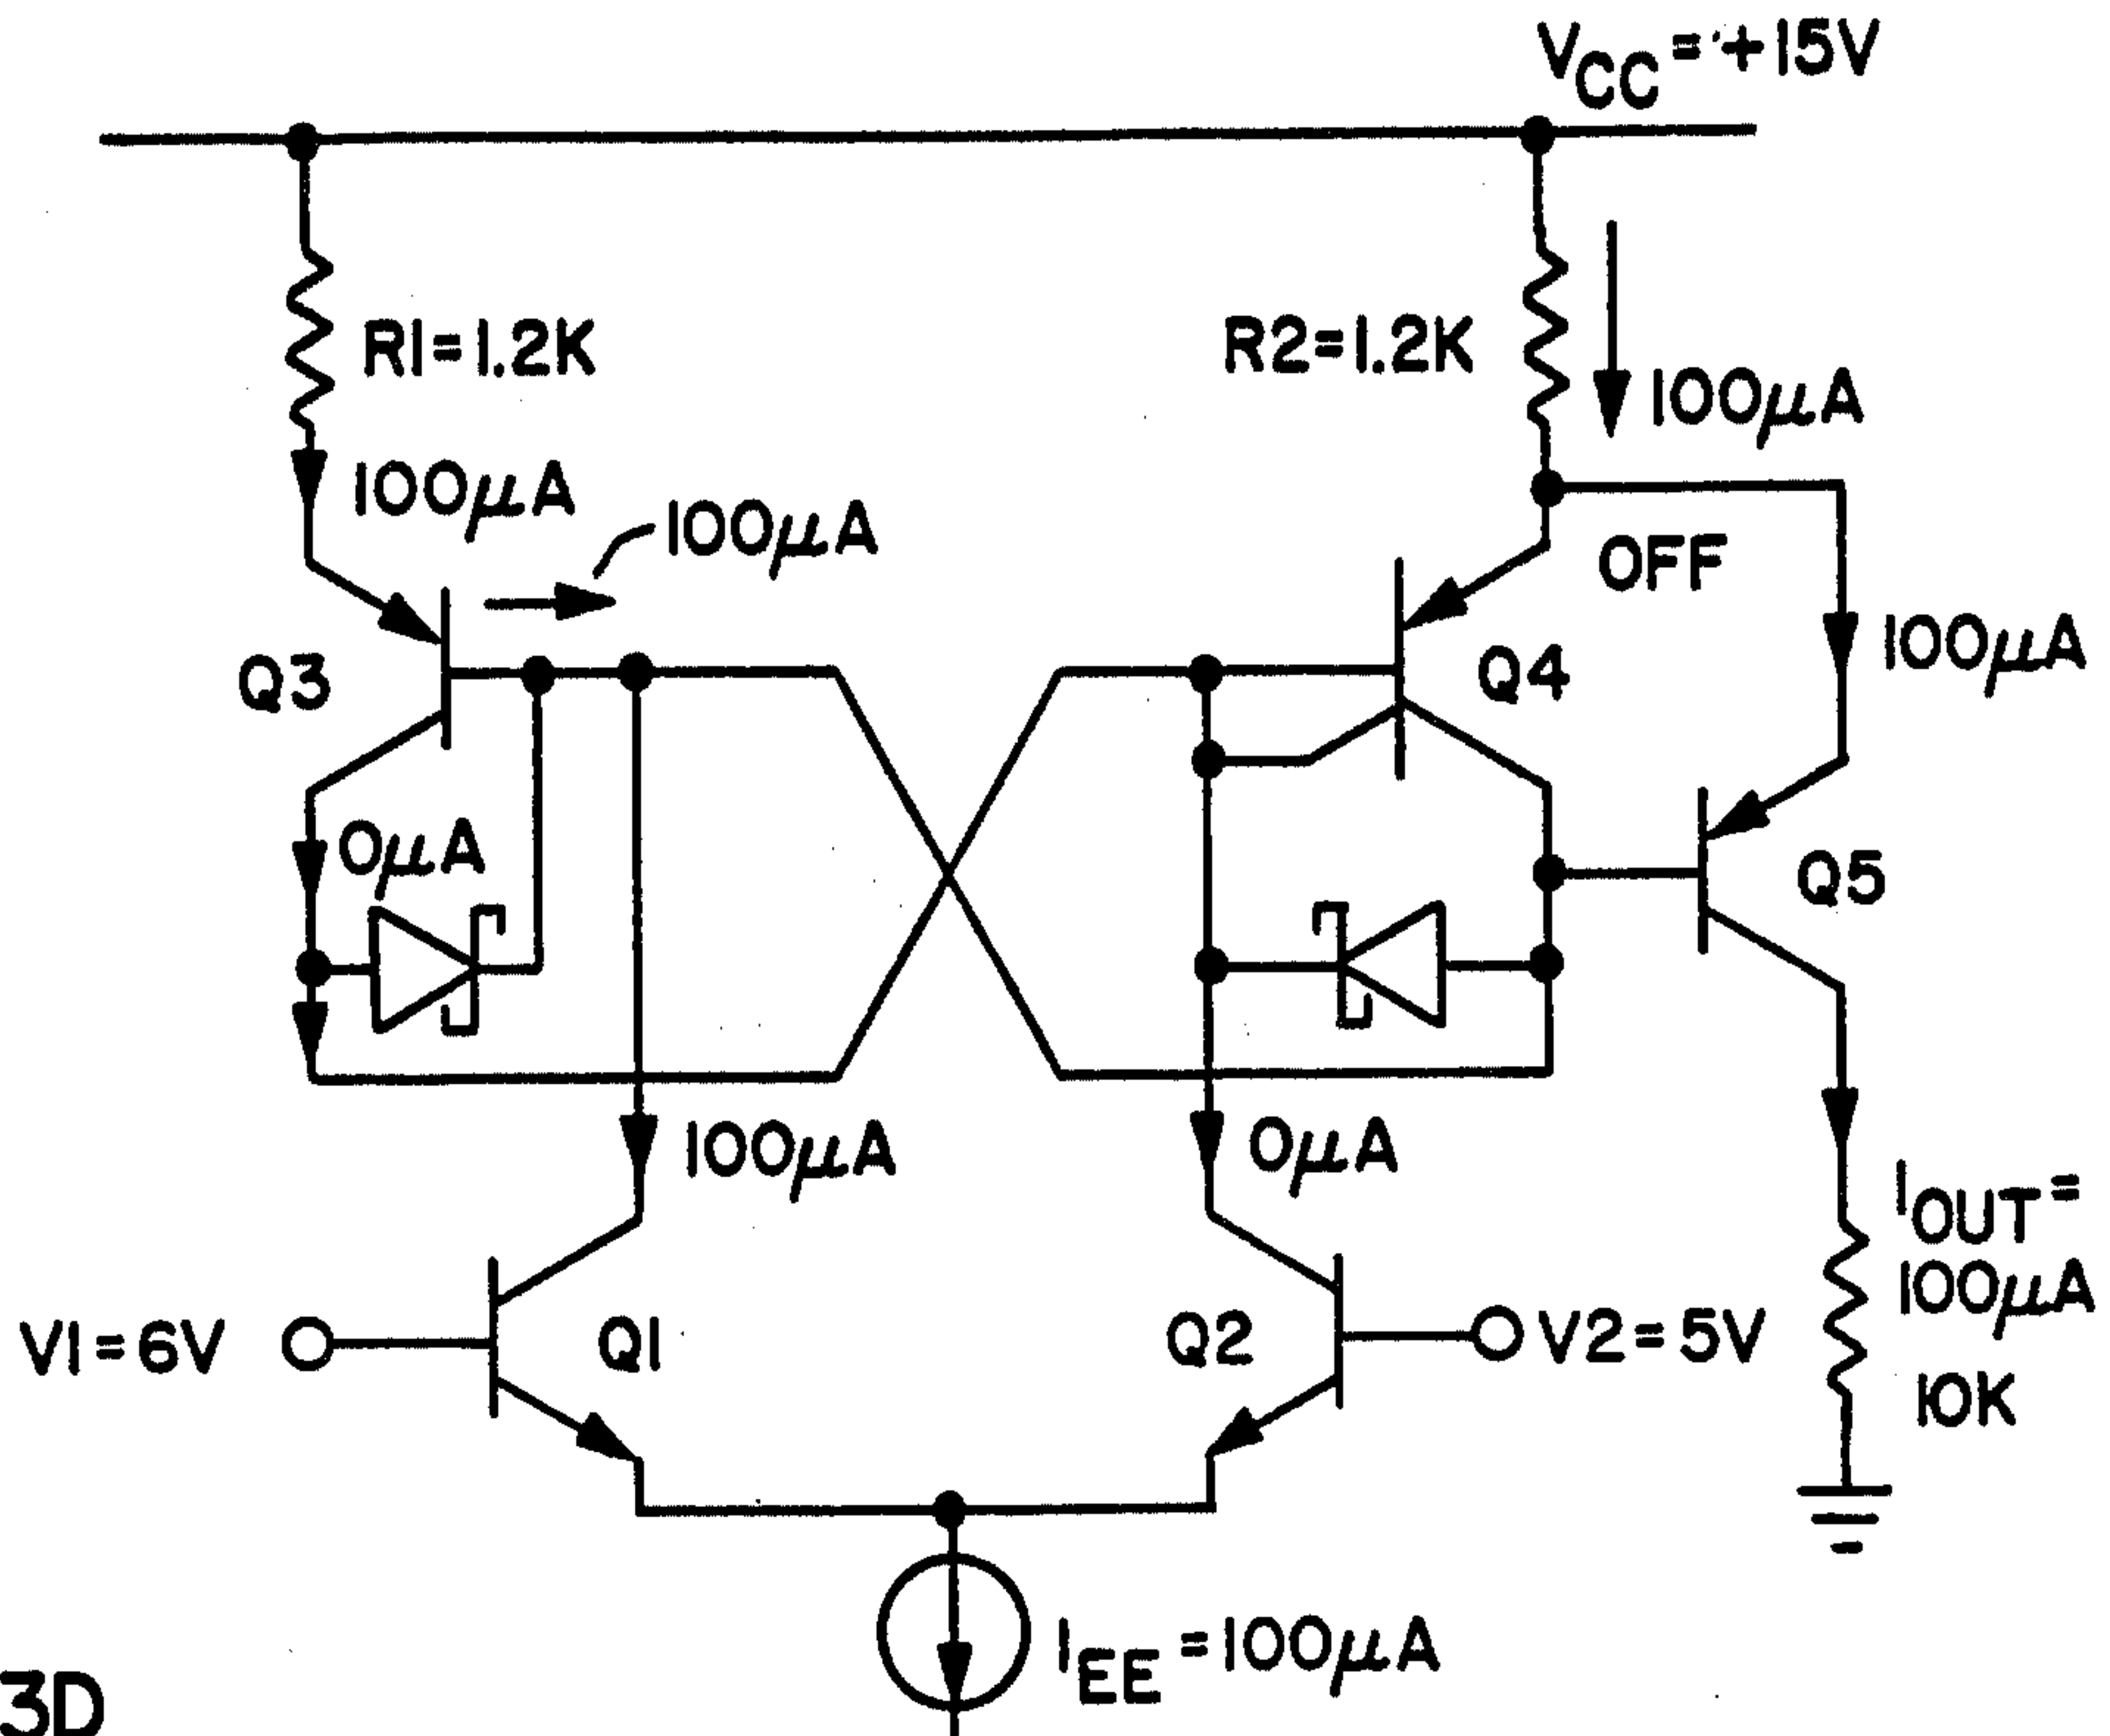 VCC=+15V
R1=1.2K
R2=1.2K
100µA
100µA
100µA
OFF
100µA
Q3
Q4
0µA
Q5
100µA
0µA
IOUT=
100µA
10K
V1=6V
Q1
Q2
V2=5V
IEE=100µA
3D